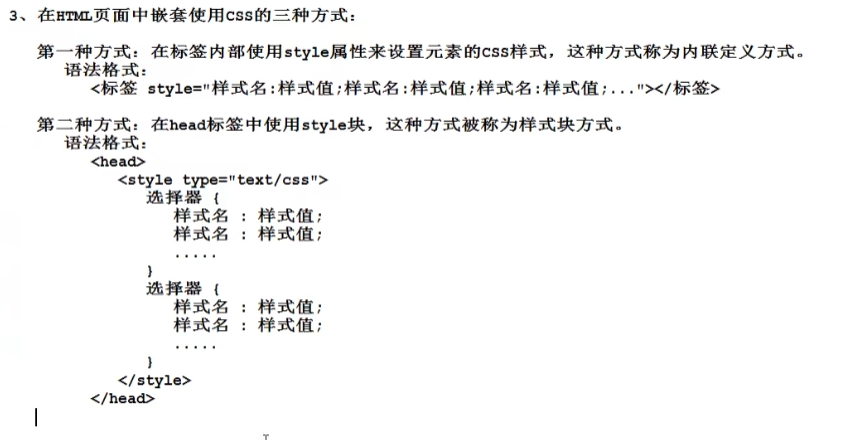 3、在HTML页面中嵌套使用CSS的三种方式：
第一种方式：在标签内部使用style属性来设置元素的CSS样式，这种方式称为内联定义方式。
语法格式：
<标签 style="样式名:样式值;样式名:样式值;样式名:样式值;..."></标签>
第二种方式：在head标签中使用style块，这种方式被称为样式块方式。
语法格式：
<head>
<style type="text/css">
选择器 {
样式名 : 样式值;
样式名 : 样式值;
.....
}
选择器 {
样式名 : 样式值;
样式名 : 样式值;
.....
}
</style>
</head>